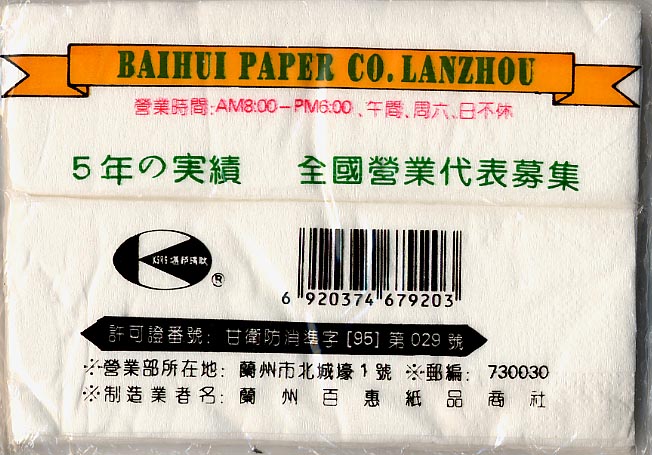 BAIHUI PAPER CO. LANZHOU
營業時間:AM8:00-PM6:00、午間、周六、日不休
5年の実績 全國營業代表募集
®
6 920374 679203
許可證番號: 甘衛防消準字 [95] 第 029 號
※營業部所在地: 蘭州市北城壕1號 ※郵編: 730030
※制造業者名: 蘭州百惠紙品商社